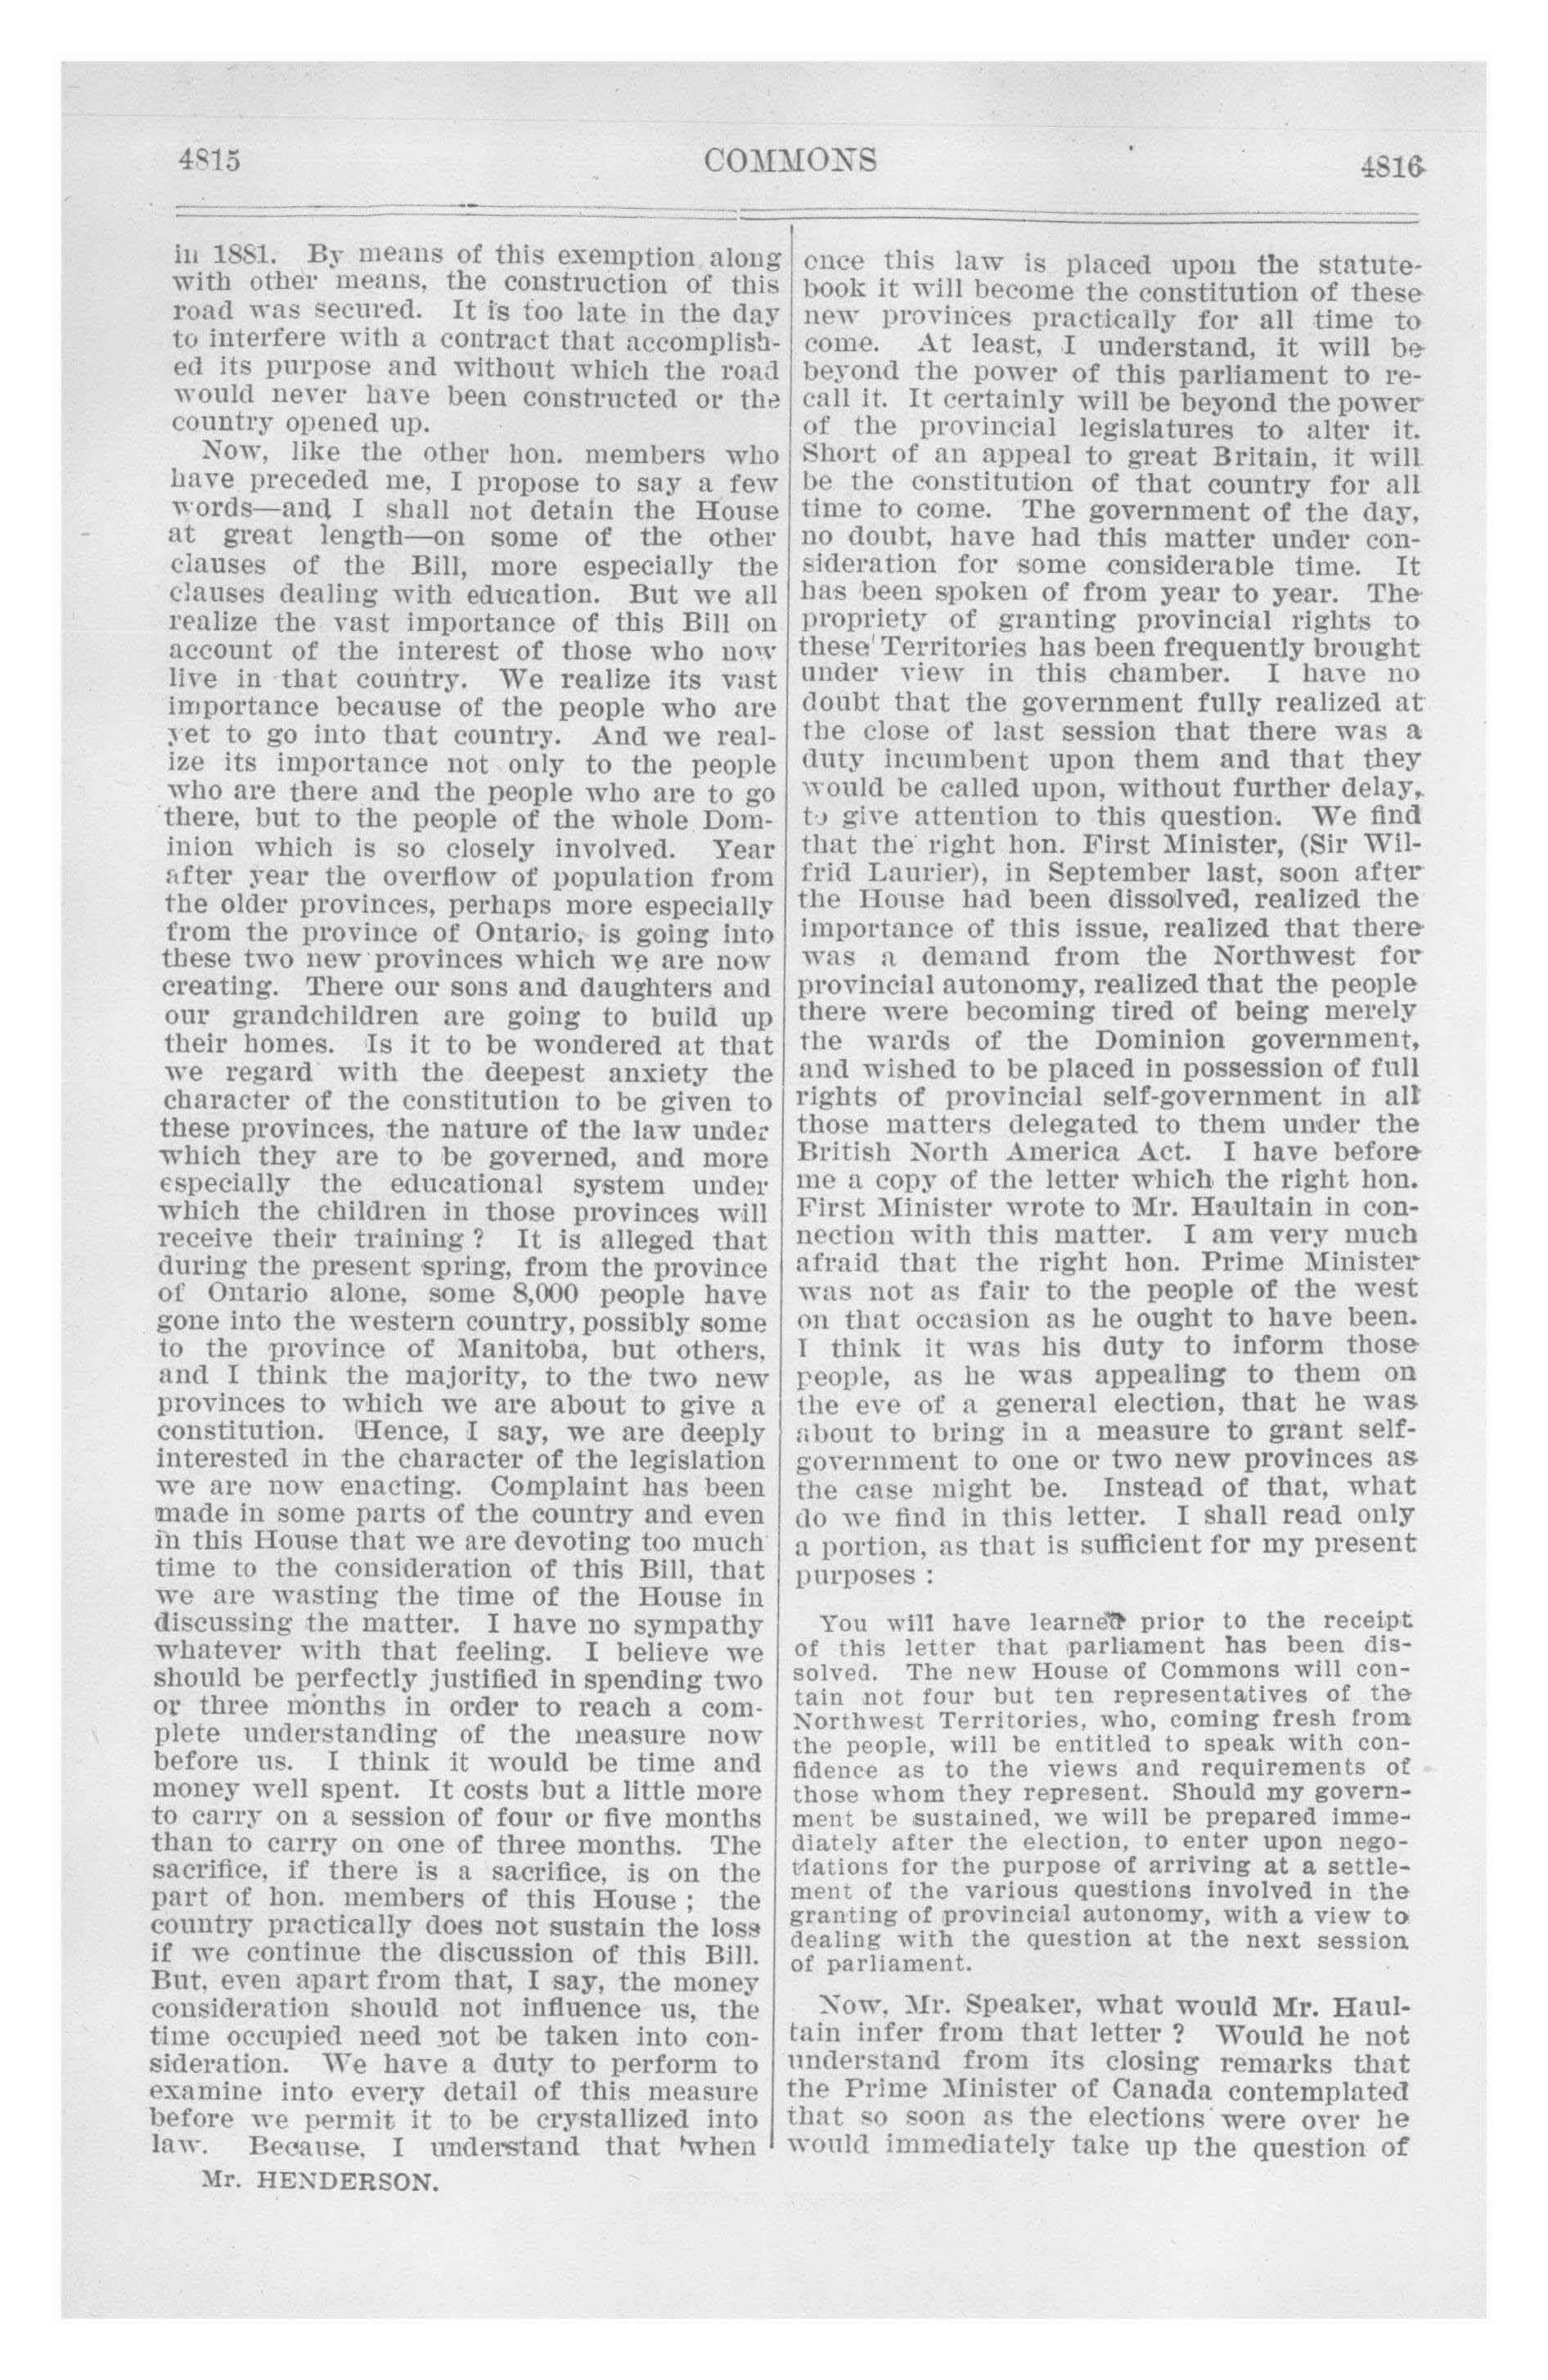 4815
COMMONS
4816
in 1881. By means of this exemption along
with other means, the construction of this
road was secured. It is too late in the day
to interfere with a contract that accomplish-
ed its purpose and without which the road
would never have been constructed or the
country opened up.
Now, like the other hon. members who
have preceded me, I propose to say a few
words—and I shall not detain the House
at great length—on some of the other
clauses of the Bill, more especially the
clauses dealing with education. But we all
realize the vast importance of this Bill on
account of the interest of those who now
live in that country. We realize its vast
importance because of the people who are
yet to go into that country. And we real-
ize its importance not only to the people
who are there and the people who are to go
there, but to the people of the whole Dom-
inion which is so closely involved. Year
after year the overflow of population from
the older provinces, perhaps more especially
from the province of Ontario, is going into
these two new provinces which we are now
creating. There our sons and daughters and
our grandchildren are going to build up
their homes. Is it to be wondered at that
we regard with the deepest anxiety the
character of the constitution to be given to
these provinces, the nature of the law under
which they are to be governed, and more
especially the educational system under
which the children in those provinces will
receive their training ? It is alleged that
during the present spring, from the province
of Ontario alone, some 8,000 people have
gone into the western country, possibly some
to the province of Manitoba, but others,
and I think the majority, to the two new
provinces to which we are about to give a
constitution. Hence, I say, we are deeply
interested in the character of the legislation
we are now enacting. Complaint has been
made in some parts of the country and even
in this House that we are devoting too much
time to the consideration of this Bill, that
we are wasting the time of the House in
discussing the matter. I have no sympathy
whatever with that feeling. I believe we
should be perfectly justified in spending two
or three months in order to reach a com-
plete understanding of the measure now
before us. I think it would be time and
money well spent. It costs but a little more
to carry on a session of four or five months
than to carry on one of three months. The
sacrifice, if there is a sacrifice, is on the
part of hon. members of this House ; the
country practically does not sustain the loss
if we continue the discussion of this Bill.
But, even apart from that, I say, the money
consideration should not influence us, the
time occupied need not be taken into con-
sideration. We have a duty to perform to
examine into every detail of this measure
before we permit it to be crystallized into
law. Because, I understand that when
Mr. HENDERSON.
once this law is placed upon the statute-
book it will become the constitution of these
new provinces practically for all time to
come. At least, I understand, it will be
beyond the power of this parliament to re-
call it. It certainly will be beyond the power
of the provincial legislatures to alter it.
Short of an appeal to great Britain, it will
be the constitution of that country for all
time to come. The government of the day,
no doubt, have had this matter under con-
sideration for some considerable time. It
has been spoken of from year to year. The
propriety of granting provincial rights to
these Territories has been frequently brought
under view in this chamber. I have no
doubt that the government fully realized at
the close of last session that there was a
duty incumbent upon them and that they
would be called upon, without further delay,
to give attention to this question. We find
that the right hon. First Minister, (Sir Wil-
frid Laurier), in September last, soon after
the House had been dissolved, realized the
importance of this issue, realized that there
was a demand from the Northwest for
provincial autonomy, realized that the people
there were becoming tired of being merely
the wards of the Dominion government,
and wished to be placed in possession of full
rights of provincial self-government in all
those matters delegated to them under the
British North America Act. I have before
me a copy of the letter which the right hon.
First Minister wrote to Mr. Haultain in con-
nection with this matter. I am very much
afraid that the right hon. Prime Minister
was not as fair to the people of the west
on that occasion as he ought to have been.
I think it was his duty to inform those
people, as he was appealing to them on
the eve of a general election, that he was
about to bring in a measure to grant self-
government to one or two new provinces as
the case might be. Instead of that, what
do we find in this letter. I shall read only
a portion, as that is sufficient for my present
purposes :
You will have learned prior to the receipt
of this letter that parliament has been dis-
solved. The new House of Commons will con-
tain not four but ten representatives of the
Northwest Territories, who, coming fresh from
the people, will be entitled to speak with con-
fidence as to the views and requirements of
those whom they represent. Should my govern-
ment be sustained, we will be prepared imme-
diately after the election, to enter upon nego-
tiations for the purpose of arriving at a settle-
ment of the various questions involved in the
granting of provincial autonomy, with a view to
dealing with the question at the next session
of parliament.
Now, Mr. Speaker, what would Mr. Haul-
tain infer from that letter ? Would he not
understand from its closing remarks that
the Prime Minister of Canada contemplated
that so soon as the elections were over he
would immediately take up the question of